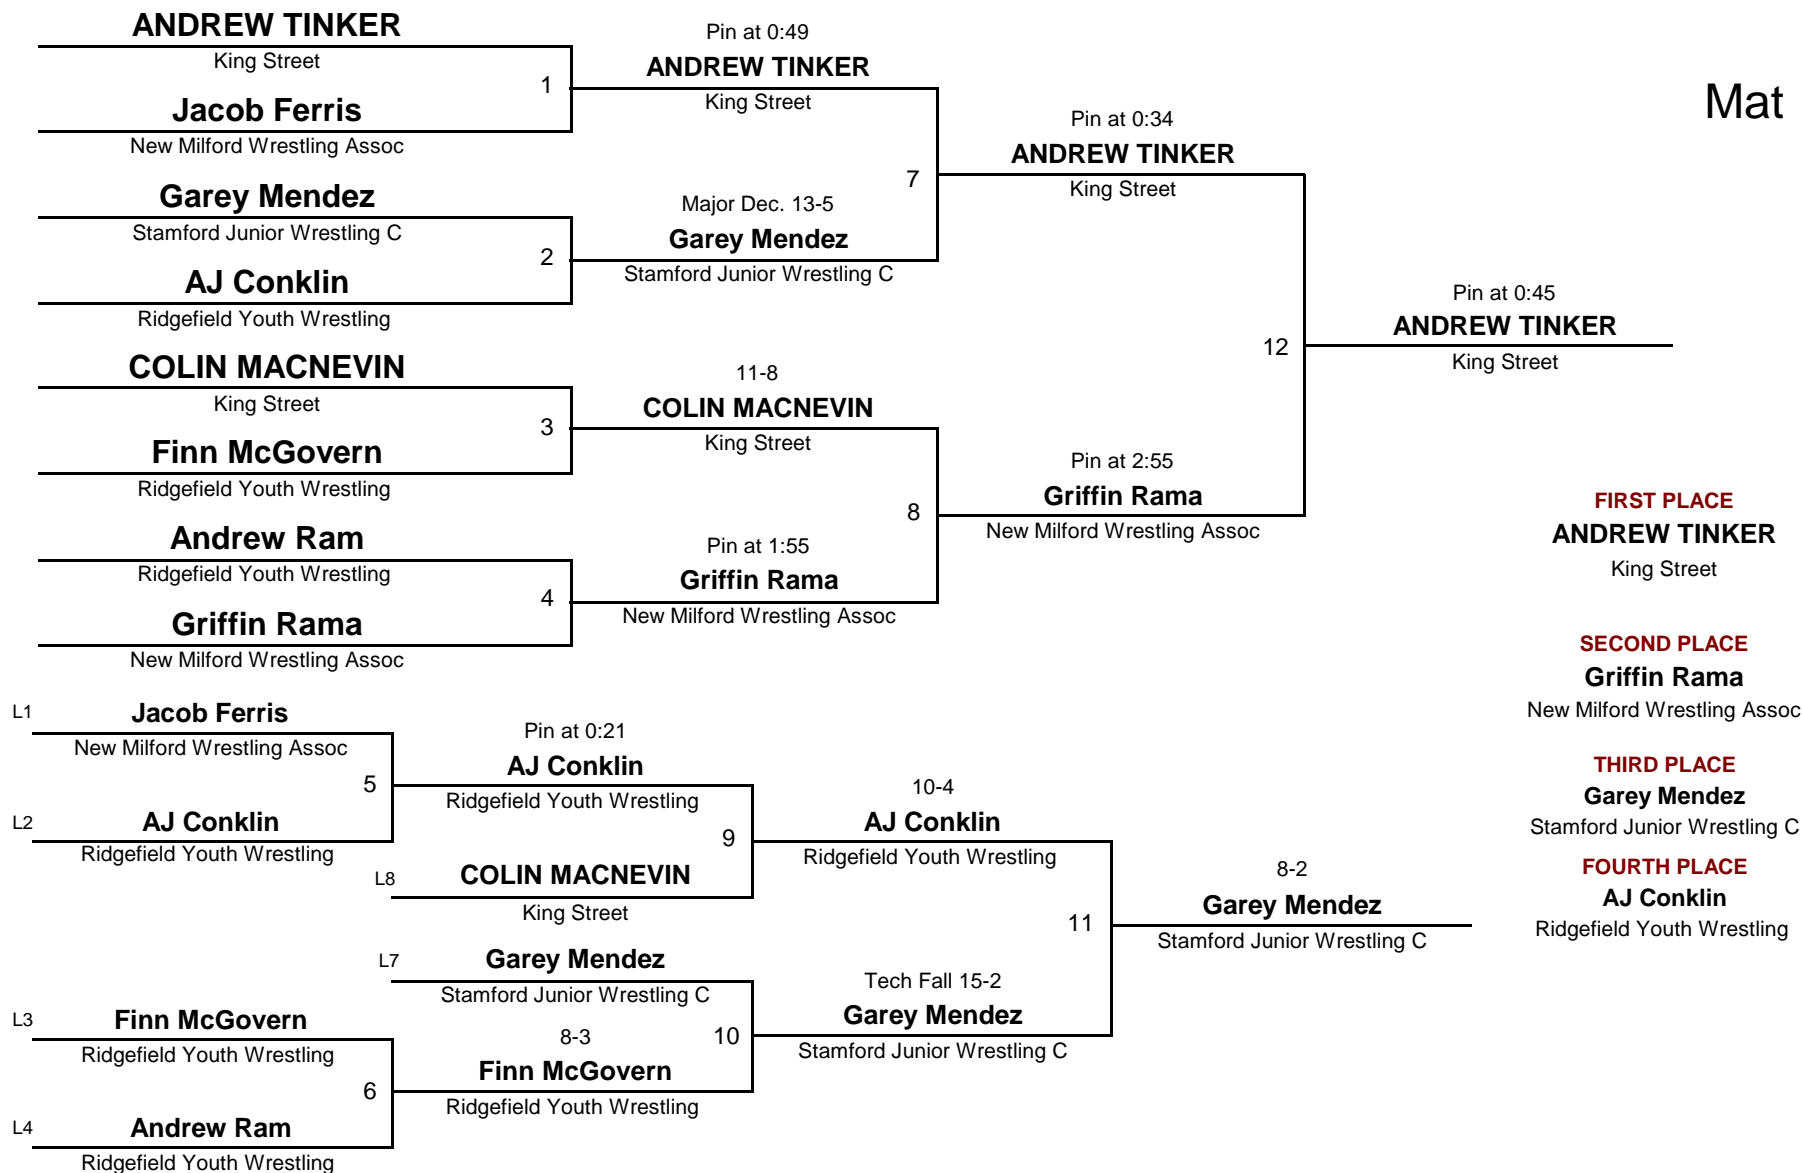 ANDREW TINKER
King Street
1
Jacob Ferris
New Milford Wrestling Assoc
Garey Mendez
Stamford Junior Wrestling C
2
AJ Conklin
Ridgefield Youth Wrestling
COLIN MACNEVIN
King Street
3
Finn McGovern
Ridgefield Youth Wrestling
Andrew Ram
Ridgefield Youth Wrestling
4
Griffin Rama
New Milford Wrestling Assoc
Pin at 0:49
ANDREW TINKER
King Street
7
Major Dec. 13-5
Garey Mendez
Stamford Junior Wrestling C
11-8
COLIN MACNEVIN
King Street
8
Pin at 1:55
Griffin Rama
New Milford Wrestling Assoc
Pin at 0:34
ANDREW TINKER
King Street
12
Pin at 2:55
Griffin Rama
New Milford Wrestling Assoc
Pin at 0:45
ANDREW TINKER
King Street
Mat
L1
Jacob Ferris
New Milford Wrestling Assoc
5
L2
AJ Conklin
Ridgefield Youth Wrestling
Pin at 0:21
AJ Conklin
Ridgefield Youth Wrestling
9
L8
COLIN MACNEVIN
King Street
L7
Garey Mendez
Stamford Junior Wrestling C
10
8-3
Finn McGovern
Ridgefield Youth Wrestling
L3
Finn McGovern
Ridgefield Youth Wrestling
6
L4
Andrew Ram
Ridgefield Youth Wrestling
10-4
AJ Conklin
Ridgefield Youth Wrestling
11
Tech Fall 15-2
Garey Mendez
Stamford Junior Wrestling C
8-2
Garey Mendez
Stamford Junior Wrestling C
FIRST PLACE
ANDREW TINKER
King Street
SECOND PLACE
Griffin Rama
New Milford Wrestling Assoc
THIRD PLACE
Garey Mendez
Stamford Junior Wrestling C
FOURTH PLACE
AJ Conklin
Ridgefield Youth Wrestling